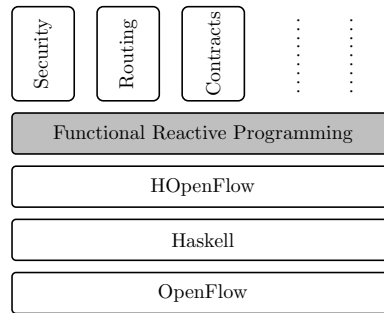 Security
Routing
Contracts
Functional Reactive Programming
HOpenFlow
Haskell
OpenFlow